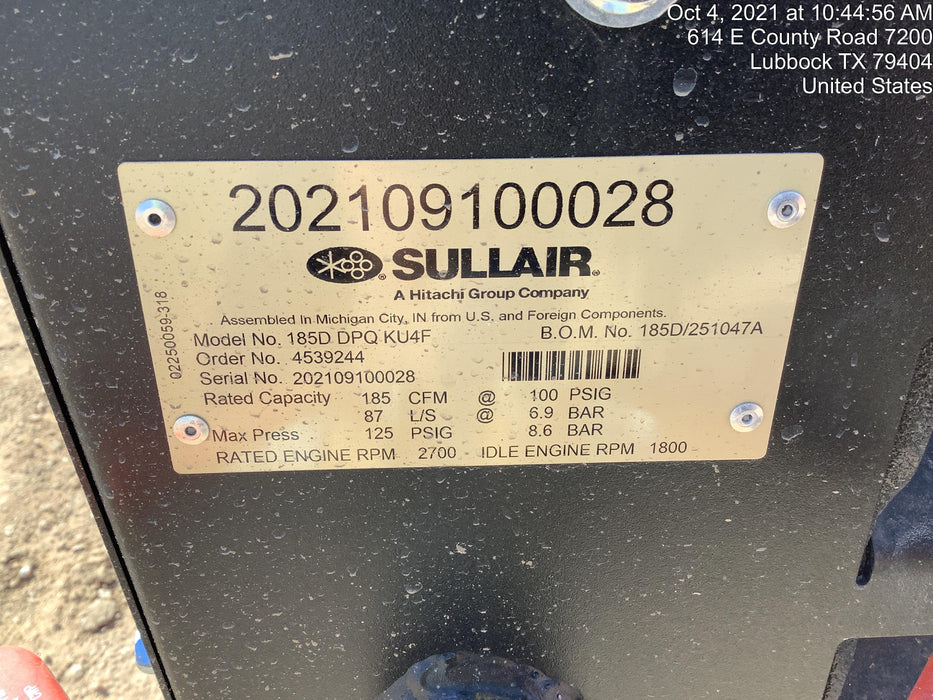 Oct 4, 2021 at 10:44:56 AM
614 E County Road 7200
Lubbock TX 79404
United States
202109100028
SULLAIR®
A Hitachi Group Company
Assembled In Michigan City, IN from U.S. and Foreign Components.
Model No. 185D DPQ KU4F B.O.M. No. 185D/251047A
Order No. 4539244
Serial No. 202109100028
Rated Capacity 185 CFM @ 100 PSIG
87 L/S @ 6.9 BAR
Max Press 125 PSIG 8.6 BAR
RATED ENGINE RPM 2700 IDLE ENGINE RPM 1800
02250059-318